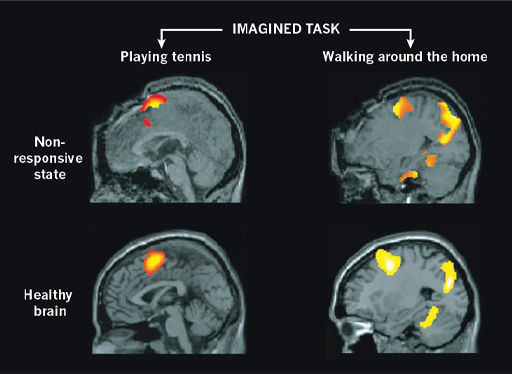 IMAGINED TASK
Playing tennis
Walking around the home
Non-
responsive
state
Healthy
brain